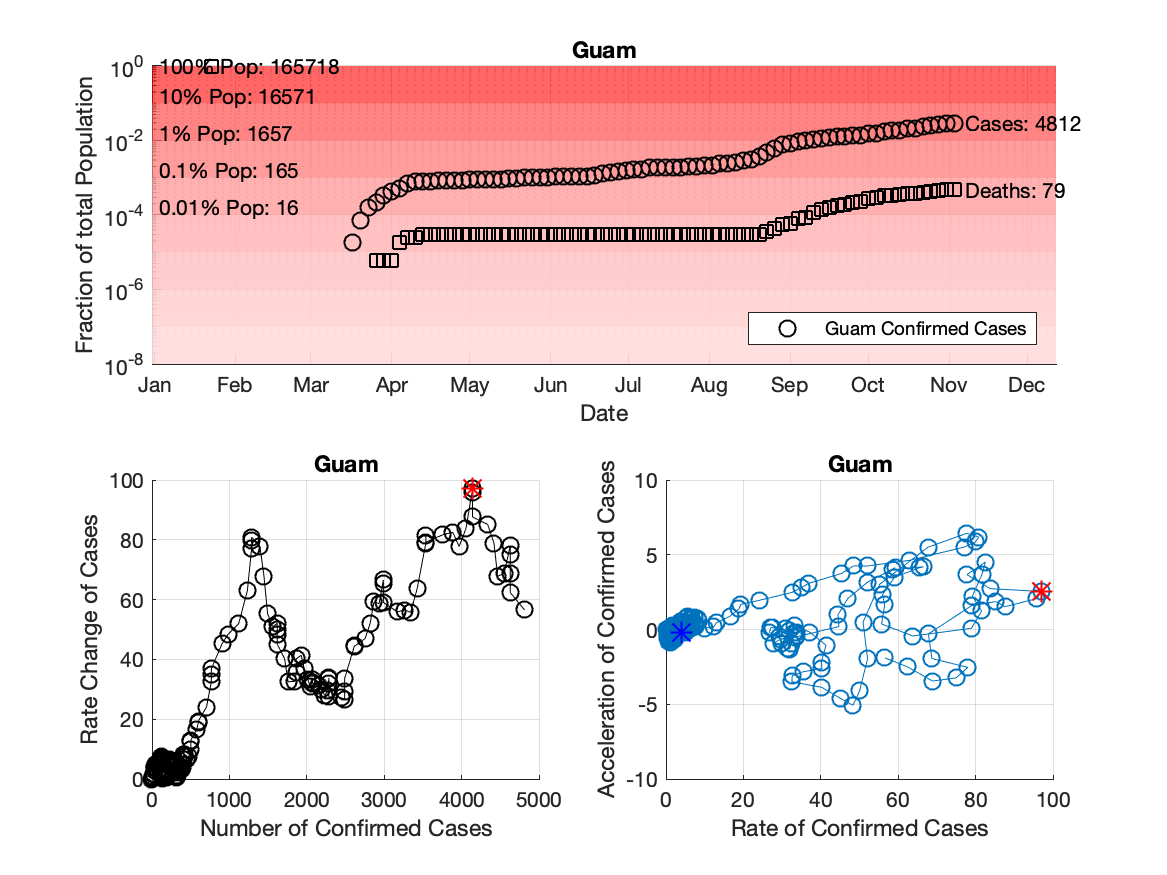 Guam
Fraction of total Population
10^0
10^-2
10^-4
10^-6
10^-8
100% Pop: 165718
10% Pop: 16571
1% Pop: 1657
0.1% Pop: 165
0.01% Pop: 16
Cases: 4812
Deaths: 79
Guam Confirmed Cases
Jan Feb Mar Apr May Jun Jul Aug Sep Oct Nov Dec
Date
Guam
Rate Change of Cases
100
80
60
40
20
0
0 1000 2000 3000 4000 5000
Number of Confirmed Cases
Guam
Acceleration of Confirmed Cases
10
5
0
-5
-10
0 20 40 60 80 100
Rate of Confirmed Cases